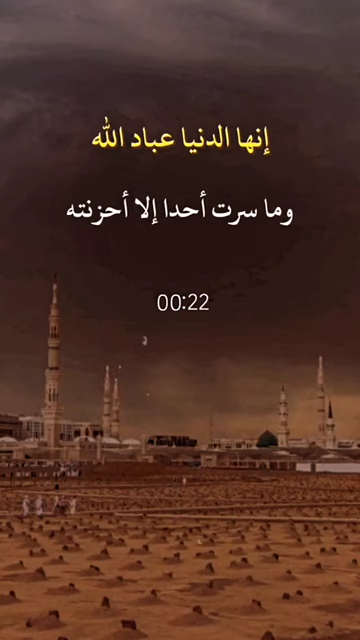 إنها الدنيا عباد الله
وما سرت أحدا إلا أحزنته
00:22